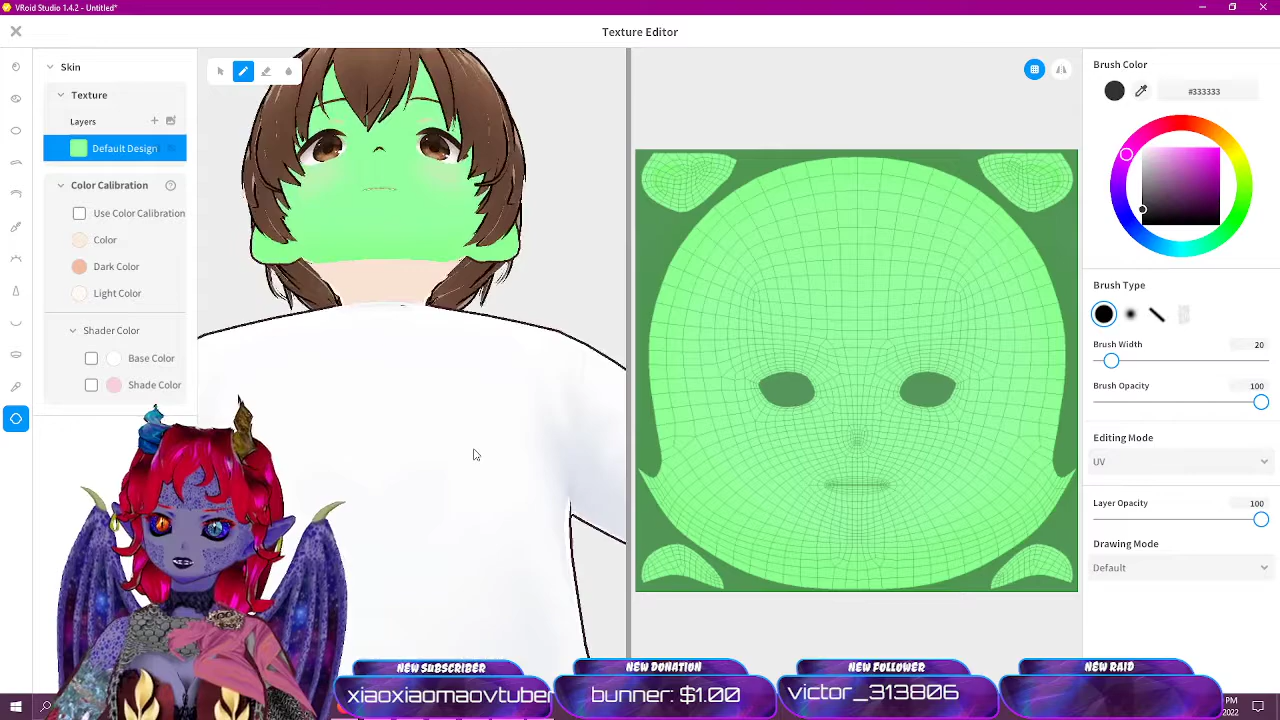 VRoid Studio 1.4.2 - Untitled*
Texture Editor
Skin
Texture
Layers
Default Design
Color Calibration
Use Color Calibration
Color
Dark Color
Light Color
Shader Color
Base Color
Shade Color
Brush Color
#333333
Brush Type
Brush Width
20
Brush Opacity
100
Editing Mode
UV
Layer Opacity
100
Drawing Mode
Default
NEW SUBSCRIBER
xiaoxiaomaovtuber
NEW DONATION
bunner: $1.00
NEW FOLLOWER
victor_313806
NEW RAID
PM
2022